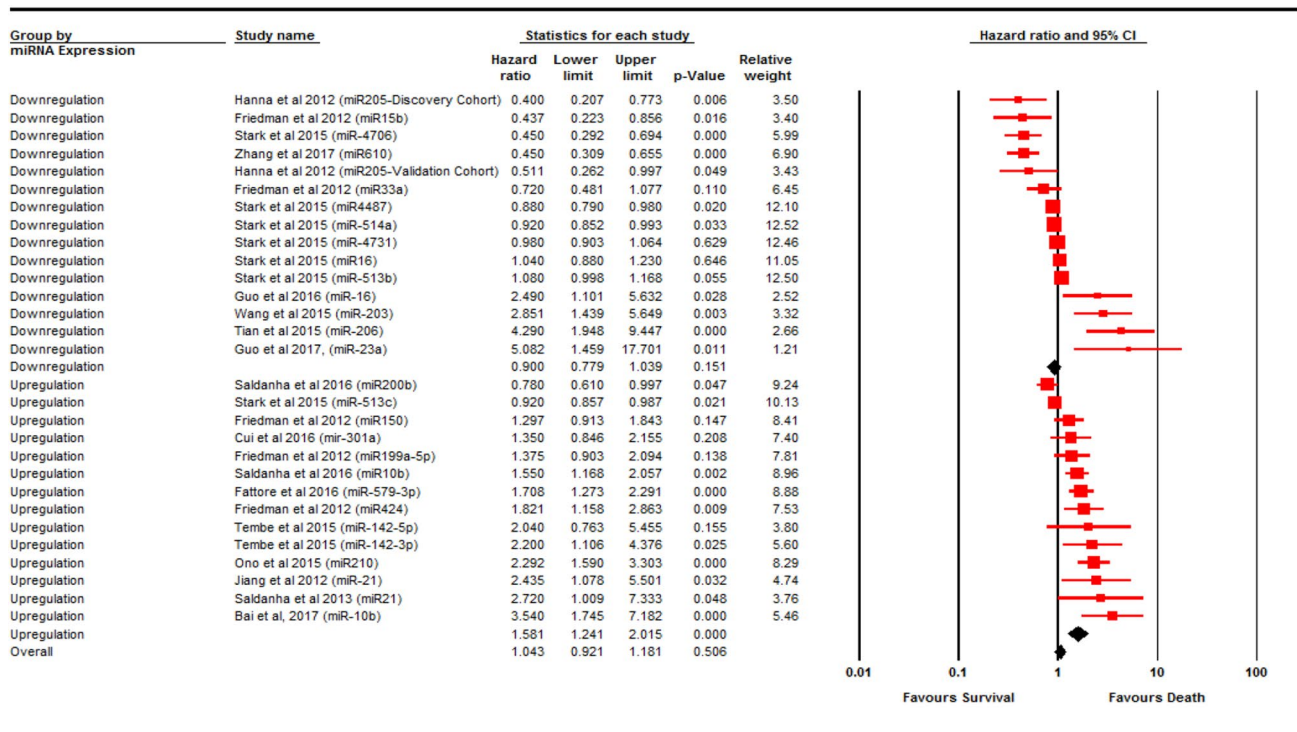 Group by Study name Statistics for each study Hazard ratio and 95% CI
miRNA Expression
Hazard Lower Upper Relative
ratio limit limit p-Value weight
Downregulation Hanna et al 2012 (miR205-Discovery Cohort) 0.400 0.207 0.773 0.006 3.50
Downregulation Friedman et al 2012 (miR15b) 0.437 0.223 0.856 0.016 3.40
Downregulation Stark et al 2015 (miR-4706) 0.450 0.292 0.694 0.000 5.99
Downregulation Zhang et al 2017 (miR610) 0.450 0.309 0.655 0.000 6.90
Downregulation Hanna et al 2012 (miR205-Validation Cohort) 0.511 0.262 0.997 0.049 3.43
Downregulation Friedman et al 2012 (miR33a) 0.720 0.481 1.077 0.110 6.45
Downregulation Stark et al 2015 (miR4487) 0.880 0.790 0.980 0.020 12.10
Downregulation Stark et al 2015 (miR-514a) 0.920 0.852 0.993 0.033 12.52
Downregulation Stark et al 2015 (miR-4731) 0.980 0.903 1.064 0.629 12.46
Downregulation Stark et al 2015 (miR16) 1.040 0.880 1.230 0.646 11.05
Downregulation Stark et al 2015 (miR-513b) 1.080 0.998 1.168 0.055 12.50
Downregulation Guo et al 2016 (miR-16) 2.490 1.101 5.632 0.028 2.52
Downregulation Wang et al 2015 (miR-203) 2.851 1.439 5.649 0.003 3.32
Downregulation Tian et al 2015 (miR-206) 4.290 1.948 9.447 0.000 2.66
Downregulation Guo et al 2017, (miR-23a) 5.082 1.459 17.701 0.011 1.21
Downregulation 0.900 0.779 1.039 0.151
Upregulation Saldanha et al 2016 (miR200b) 0.780 0.610 0.997 0.047 9.24
Upregulation Stark et al 2015 (miR-513c) 0.920 0.857 0.987 0.021 10.13
Upregulation Friedman et al 2012 (miR150) 1.297 0.913 1.843 0.147 8.41
Upregulation Cui et al 2016 (mir-301a) 1.350 0.846 2.155 0.208 7.40
Upregulation Friedman et al 2012 (miR199a-5p) 1.375 0.903 2.094 0.138 7.81
Upregulation Saldanha et al 2016 (miR10b) 1.550 1.168 2.057 0.002 8.96
Upregulation Fattore et al 2016 (miR-579-3p) 1.708 1.273 2.291 0.000 8.88
Upregulation Friedman et al 2012 (miR424) 1.821 1.158 2.863 0.009 7.53
Upregulation Tembe et al 2015 (miR-142-5p) 2.040 0.763 5.455 0.155 3.80
Upregulation Tembe et al 2015 (miR-142-3p) 2.200 1.106 4.376 0.025 5.60
Upregulation Ono et al 2015 (miR210) 2.292 1.590 3.303 0.000 8.29
Upregulation Jiang et al 2012 (miR-21) 2.435 1.078 5.501 0.032 4.74
Upregulation Saldanha et al 2013 (miR21) 2.720 1.009 7.333 0.048 3.76
Upregulation Bai et al, 2017 (miR-10b) 3.540 1.745 7.182 0.000 5.46
Upregulation 1.581 1.241 2.015 0.000
Overall 1.043 0.921 1.181 0.506
0.01 0.1 1 10 100
Favours Survival Favours Death